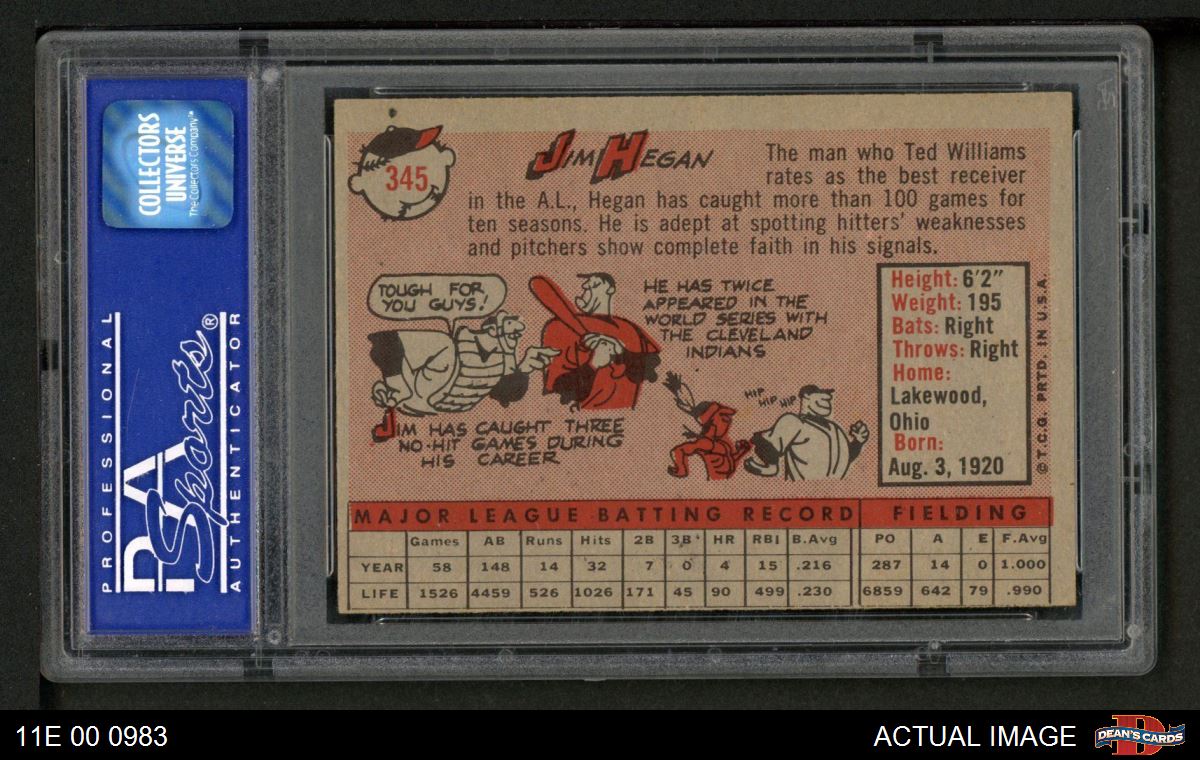 COLLECTORS
UNIVERSE
The Collectors Company™
PROFESSIONAL
PSA
Sports®
AUTHENTICATOR
345
JIM HEGAN
The man who Ted Williams
rates as the best receiver
in the A.L., Hegan has caught more than 00 games for
ten seasons. He is adept at spotting hitters' weaknesses
and pitchers show complete faith in his signals.
TOUGH FOR
YOU GUYS!
JIM HAS CAUGHT THREE
NO-HIT GAMES DURING
HIS CAREER
HE HAS TWICE
APPEARED IN THE
WORLD SERIES WITH
THE CLEVELAND
INDIANS
HIP HIP HIP
Height: 6'2"
Weight: 195
Bats: Right
Throws: Right
Home:
Lakewood,
Ohio
Born:
Aug. 3, 1920
©T.C.G. PRTD. IN U.S.A.
MAJOR LEAGUE BATTING RECORD FIELDING
Games AB Runs Hits 2B 3B HR RBI B.Avg PO A E F.Avg
YEAR 58 148 14 32 7 0 4 15 .216 287 14 0 1.000
LIFE 1526 4459 526 1026 171 45 90 499 .230 6859 642 79 .990
11E 00 0983
ACTUAL IMAGE
DEAN'S CARDS